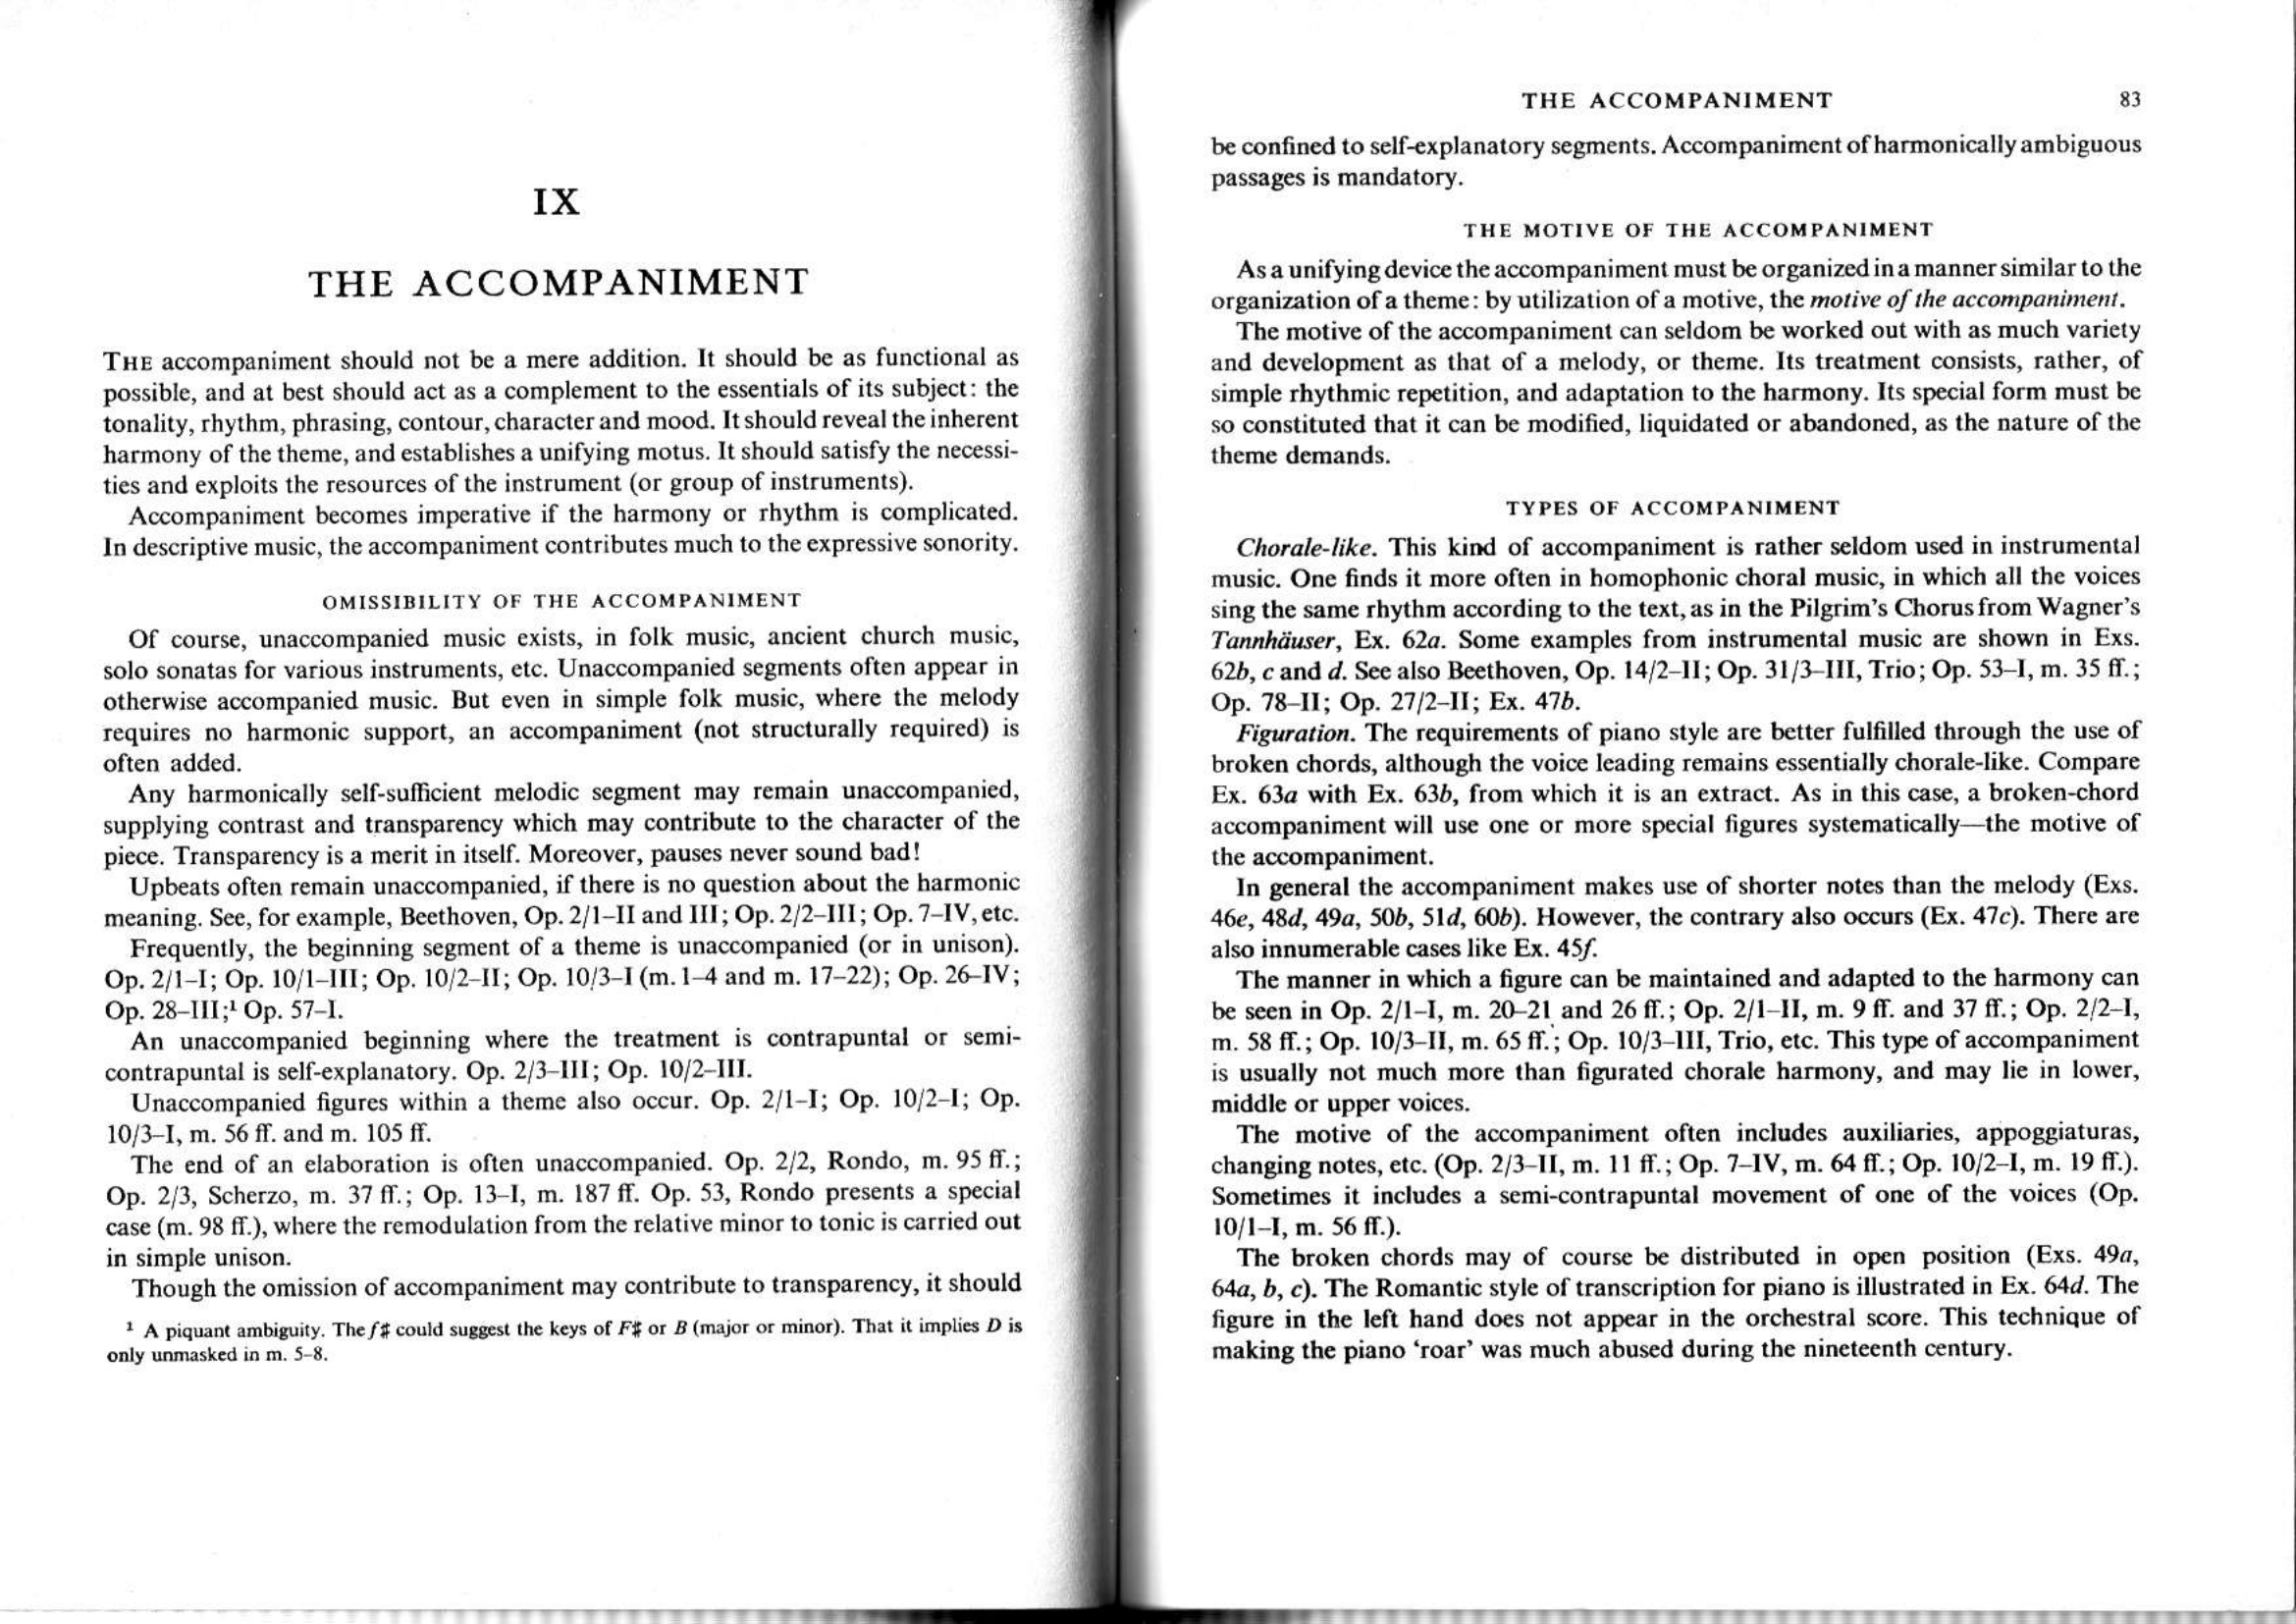 IX
THE ACCOMPANIMENT
THE accompaniment should not be a mere addition. It should be as functional as
possible, and at best should act as a complement to the essentials of its subject: the
tonality, rhythm, phrasing, contour, character and mood. It should reveal the inherent
harmony of the theme, and establishes a unifying motus. It should satisfy the necessi-
ties and exploits the resources of the instrument (or group of instruments).
Accompaniment becomes imperative if the harmony or rhythm is complicated.
In descriptive music, the accompaniment contributes much to the expressive sonority.
OMISSIBILITY OF THE ACCOMPANIMENT
Of course, unaccompanied music exists, in folk music, ancient church music,
solo sonatas for various instruments, etc. Unaccompanied segments often appear in
otherwise accompanied music. But even in simple folk music, where the melody
requires no harmonic support, an accompaniment (not structurally required) is
often added.
Any harmonically self-sufficient melodic segment may remain unaccompanied,
supplying contrast and transparency which may contribute to the character of the
piece. Transparency is a merit in itself. Moreover, pauses never sound bad!
Upbeats often remain unaccompanied, if there is no question about the harmonic
meaning. See, for example, Beethoven, Op. 2/1–II and III; Op. 2/2–III; Op. 7–IV, etc.
Frequently, the beginning segment of a theme is unaccompanied (or in unison).
Op. 2/1–I; Op. 10/1–III; Op. 10/2–II; Op. 10/3–I (m. 1–4 and m. 17–22); Op. 26–IV;
Op. 28–III;¹ Op. 57–I.
An unaccompanied beginning where the treatment is contrapuntal or semi-
contrapuntal is self-explanatory. Op. 2/3–III; Op. 10/2–III.
Unaccompanied figures within a theme also occur. Op. 2/1–I; Op. 10/2–I; Op.
10/3–I, m. 56 ff. and m. 105 ff.
The end of an elaboration is often unaccompanied. Op. 2/2, Rondo, m. 95 ff.;
Op. 2/3, Scherzo, m. 37 ff.; Op. 13–I, m. 187 ff. Op. 53, Rondo presents a special
case (m. 98 ff.), where the remodulation from the relative minor to tonic is carried out
in simple unison.
Though the omission of accompaniment may contribute to transparency, it should
¹ A piquant ambiguity. The f♯ could suggest the keys of F♯ or B (major or minor). That it implies D is
only unmasked in m. 5–8.
THE ACCOMPANIMENT 83
be confined to self-explanatory segments. Accompaniment of harmonically ambiguous
passages is mandatory.
THE MOTIVE OF THE ACCOMPANIMENT
As a unifying device the accompaniment must be organized in a manner similar to the
organization of a theme: by utilization of a motive, the motive of the accompaniment.
The motive of the accompaniment can seldom be worked out with as much variety
and development as that of a melody, or theme. Its treatment consists, rather, of
simple rhythmic repetition, and adaptation to the harmony. Its special form must be
so constituted that it can be modified, liquidated or abandoned, as the nature of the
theme demands.
TYPES OF ACCOMPANIMENT
Chorale-like. This kind of accompaniment is rather seldom used in instrumental
music. One finds it more often in homophonic choral music, in which all the voices
sing the same rhythm according to the text, as in the Pilgrim's Chorus from Wagner's
Tannhäuser, Ex. 62a. Some examples from instrumental music are shown in Exs.
62b, c and d. See also Beethoven, Op. 14/2–II; Op. 31/3–III, Trio; Op. 53–I, m. 35 ff.;
Op. 78–II; Op. 27/2–II; Ex. 47b.
Figuration. The requirements of piano style are better fulfilled through the use of
broken chords, although the voice leading remains essentially chorale-like. Compare
Ex. 63a with Ex. 63b, from which it is an extract. As in this case, a broken-chord
accompaniment will use one or more special figures systematically—the motive of
the accompaniment.
In general the accompaniment makes use of shorter notes than the melody (Exs.
46e, 48d, 49a, 50b, 51d, 60b). However, the contrary also occurs (Ex. 47c). There are
also innumerable cases like Ex. 45f.
The manner in which a figure can be maintained and adapted to the harmony can
be seen in Op. 2/1–I, m. 20–21 and 26 ff.; Op. 2/1–II, m. 9 ff. and 37 ff.; Op. 2/2–I,
m. 58 ff.; Op. 10/3–II, m. 65 ff.; Op. 10/3–III, Trio, etc. This type of accompaniment
is usually not much more than figurated chorale harmony, and may lie in lower,
middle or upper voices.
The motive of the accompaniment often includes auxiliaries, appoggiaturas,
changing notes, etc. (Op. 2/3–II, m. 11 ff.; Op. 7–IV, m. 64 ff.; Op. 10/2–I, m. 19 ff.).
Sometimes it includes a semi-contrapuntal movement of one of the voices (Op.
10/1–I, m. 56 ff.).
The broken chords may of course be distributed in open position (Exs. 49a,
64a, b, c). The Romantic style of transcription for piano is illustrated in Ex. 64d. The
figure in the left hand does not appear in the orchestral score. This technique of
making the piano 'roar' was much abused during the nineteenth century.